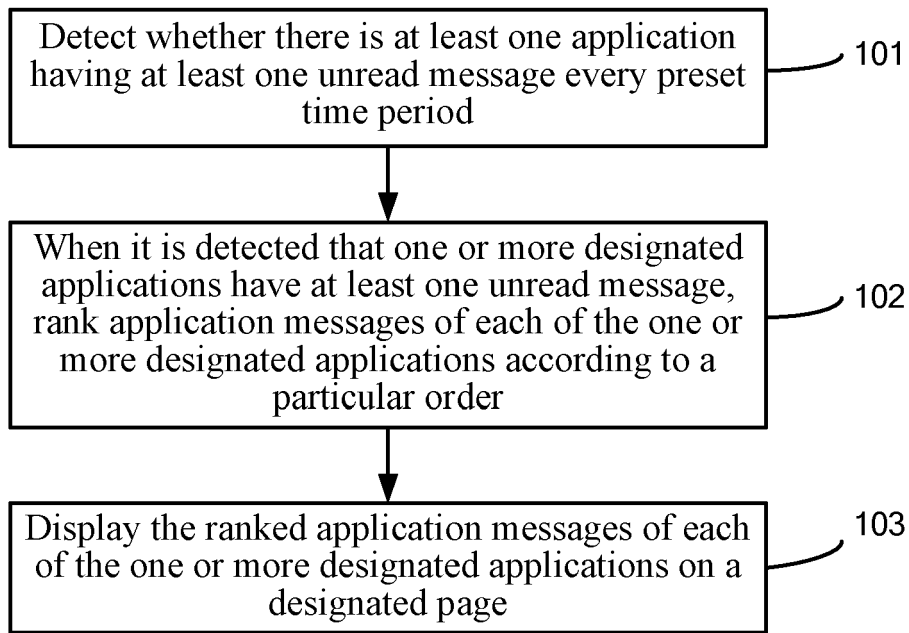 Detect whether there is at least one application
having at least one unread message every preset
time period
101
When it is detected that one or more designated
applications have at least one unread message,
rank application messages of each of the one or
more designated applications according to a
particular order
102
Display the ranked application messages of each
of the one or more designated applications on a
designated page
103